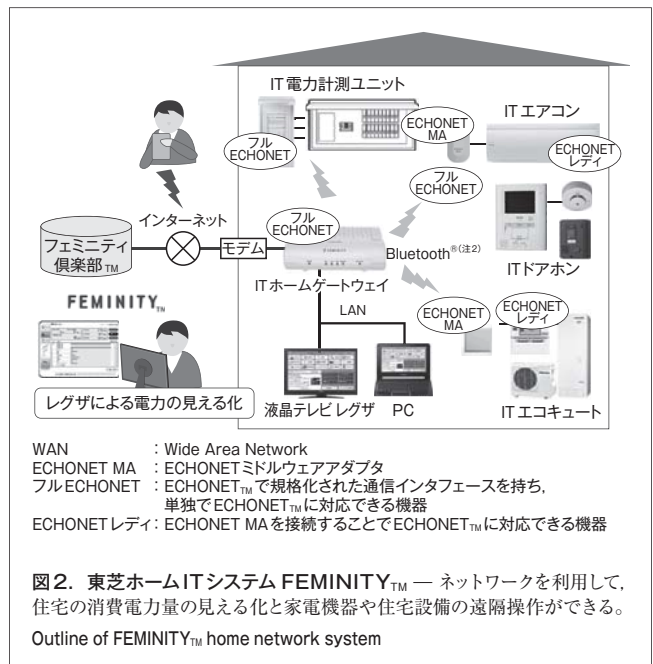 IT電力計測ユニット
フル
ECHONET
ECHONET
MA
ITエアコン
ECHONET
レディ
フル
ECHONET
フル
ECHONET
インターネット
モデム
フェミニティ
倶楽部TM
Bluetooth®(注2)
ITホームゲートウェイ
ITドアホン
FEMINITYTM
LAN
ECHONET
MA
ECHONET
レディ
レグザによる電力の見える化
液晶テレビ レグザ
PC
ITエコキュート
WAN : Wide Area Network
ECHONET MA : ECHONETミドルウェアアダプタ
フルECHONET : ECHONETTMで規格化された通信インタフェースを持ち,
単独でECHONETTMに対応できる機器
ECHONETレディ: ECHONET MAを接続することでECHONETTMに対応できる機器
図2. 東芝ホームITシステム FEMINITYTM — ネットワークを利用して,
住宅の消費電力量の見える化と家電機器や住宅設備の遠隔操作ができる。
Outline of FEMINITYTM home network system